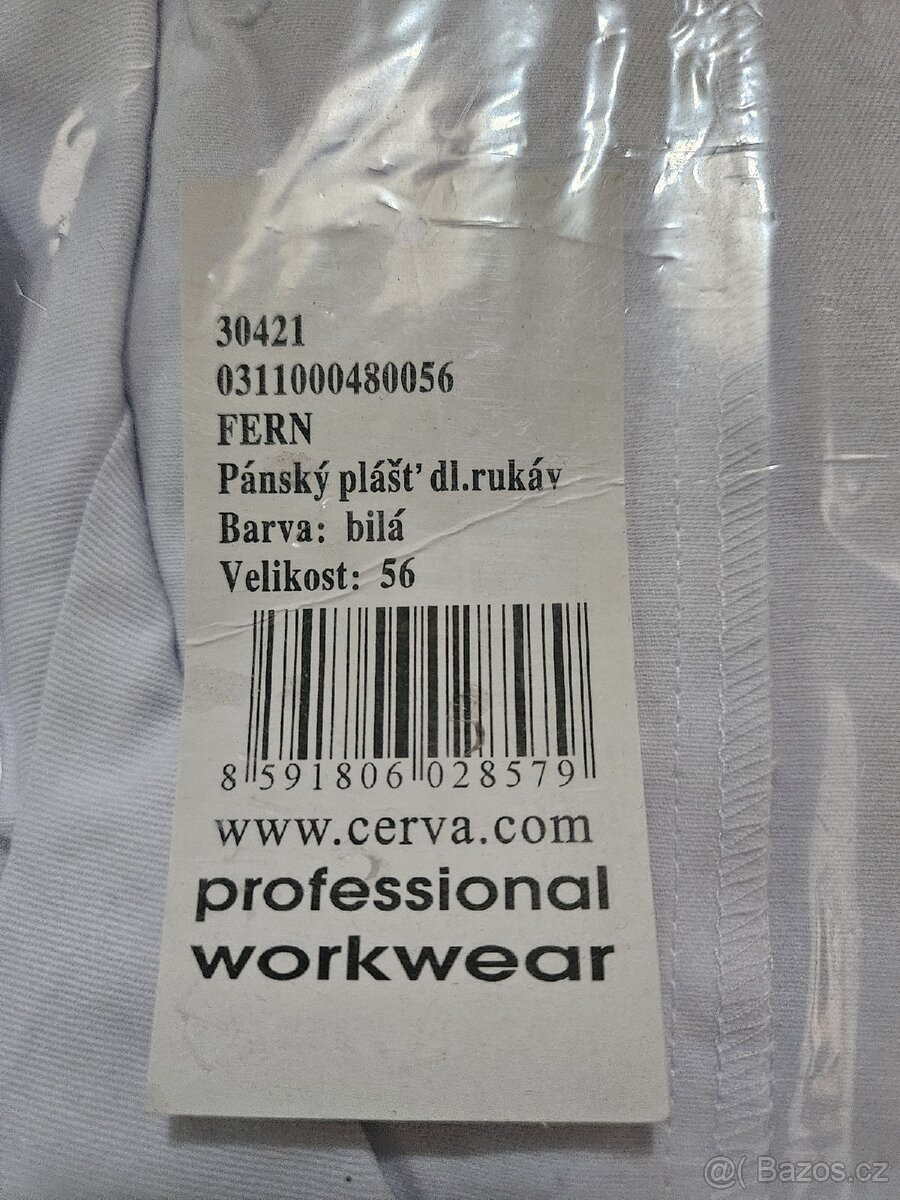 30421
0311000480056
FERN
Pánský plášť dl.rukáv
Barva: bilá
Velikost: 56
8 591806 028579
www.cerva.com
professional
workwear
@( Bazos.cz